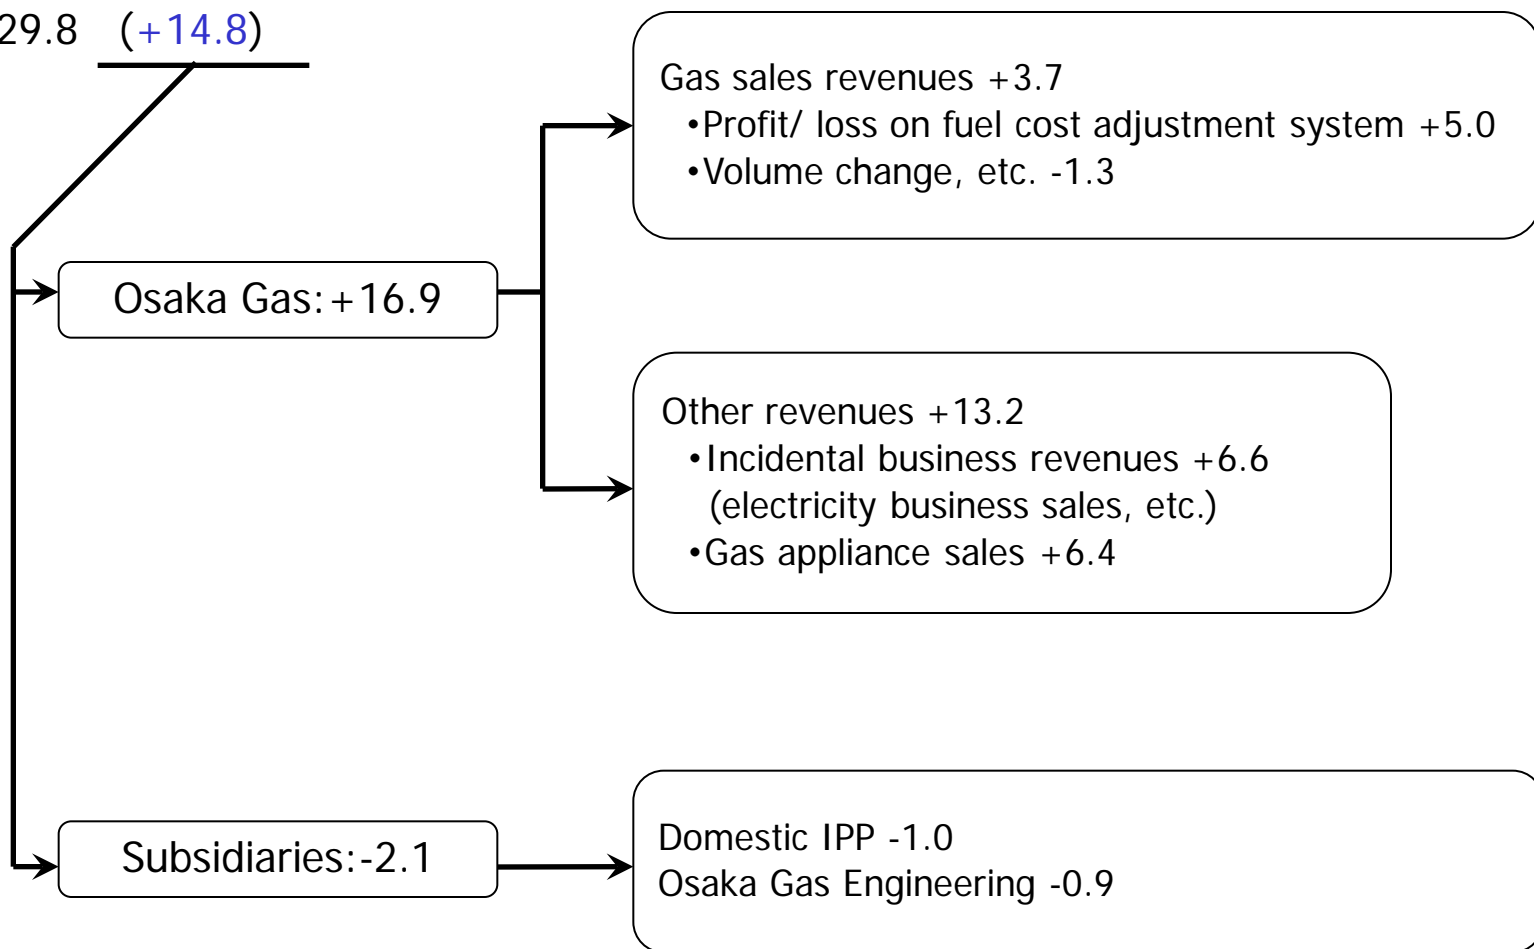 29.8 (+14.8)
Gas sales revenues +3.7
•Profit/ loss on fuel cost adjustment system +5.0
•Volume change, etc. -1.3
Osaka Gas:+16.9
Other revenues +13.2
•Incidental business revenues +6.6
(electricity business sales, etc.)
•Gas appliance sales +6.4
Subsidiaries:-2.1
Domestic IPP -1.0
Osaka Gas Engineering -0.9